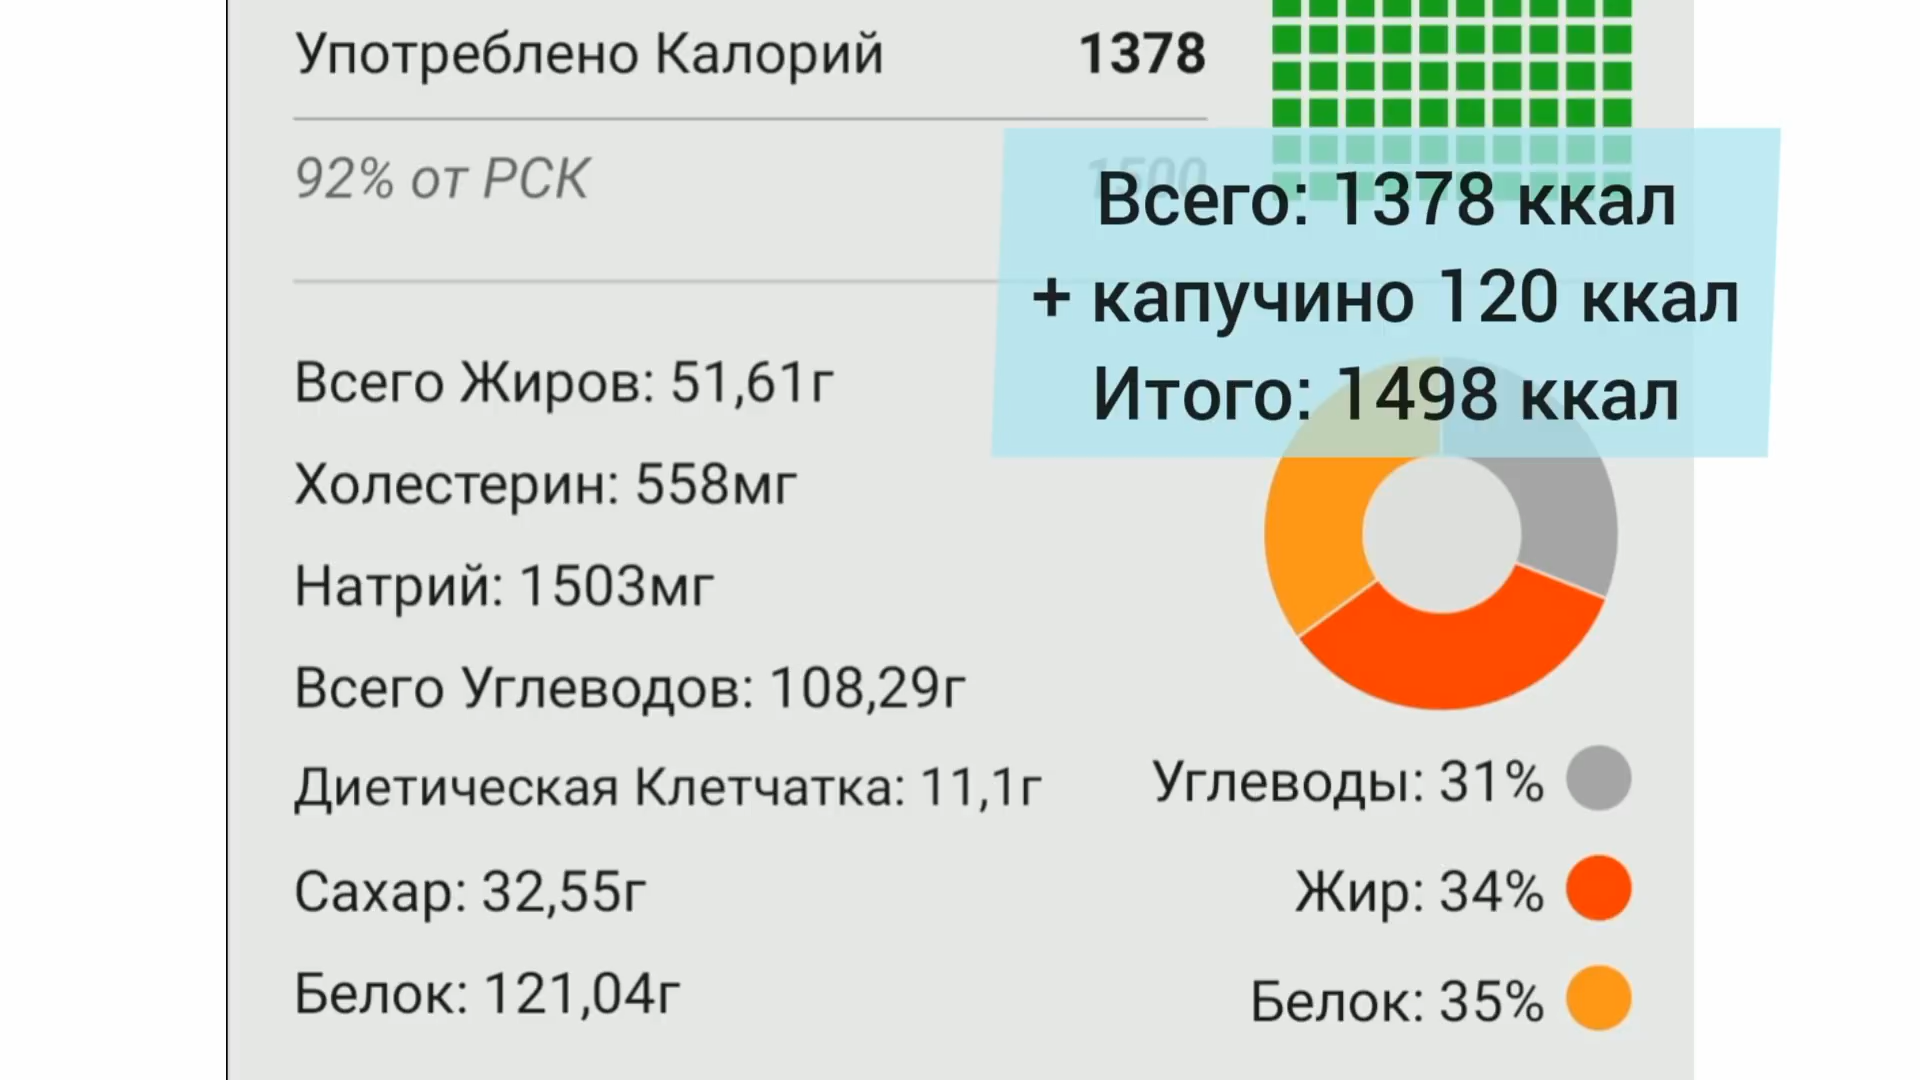 Употреблено Калорий 1378
92% от РСК 1500
Всего: 1378 ккал
+ капучино 120 ккал
Итого: 1498 ккал
Всего Жиров: 51,61г
Холестерин: 558мг
Натрий: 1503мг
Всего Углеводов: 108,29г
Диетическая Клетчатка: 11,1г
Сахар: 32,55г
Белок: 121,04г
Углеводы: 31%
Жир: 34%
Белок: 35%